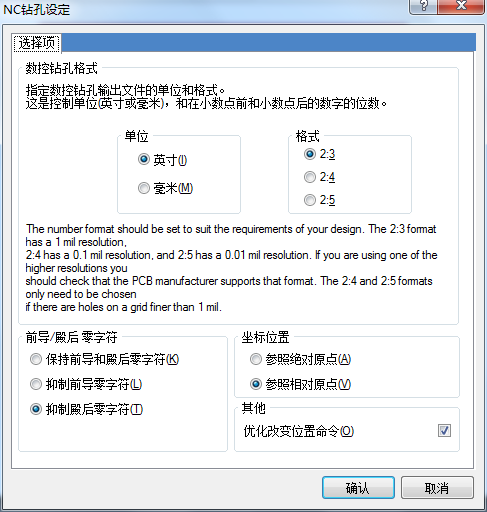 NC钻孔设定
选择项
数控钻孔格式
指定数控钻孔输出文件的单位和格式。
这是控制单位(英寸或毫米)，和在小数点前和小数点后的数字的位数。
单位
英寸(I)
毫米(M)
格式
2:3
2:4
2:5
The number format should be set to suit the requirements of your design. The 2:3 format
has a 1 mil resolution,
2:4 has a 0.1 mil resolution, and 2:5 has a 0.01 mil resolution. If you are using one of the
higher resolutions you
should check that the PCB manufacturer supports that format. The 2:4 and 2:5 formats
only need to be chosen
if there are holes on a grid finer than 1 mil.
前导/殿后 零字符
保持前导和殿后零字符(K)
抑制前导零字符(L)
抑制殿后零字符(T)
坐标位置
参照绝对原点(A)
参照相对原点(V)
其他
优化改变位置命令(O)
确认
取消